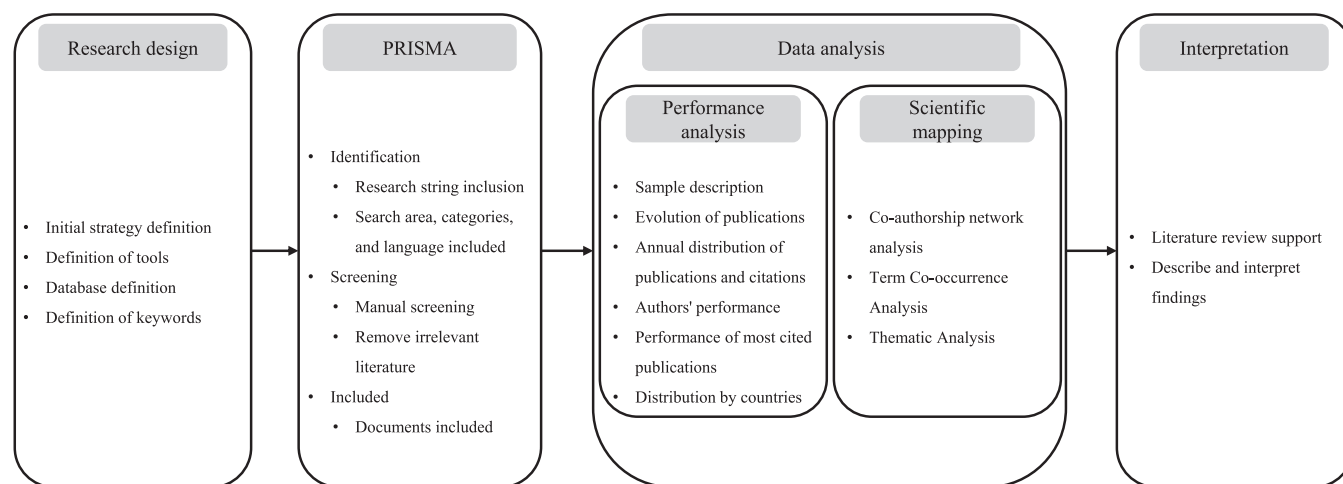 Research design
• Initial strategy definition
• Definition of tools
• Database definition
• Definition of keywords
PRISMA
• Identification
• Research string inclusion
• Search area, categories,
and language included
• Screening
• Manual screening
• Remove irrelevant
literature
• Included
• Documents included
Data analysis
Performance
analysis
• Sample description
• Evolution of publications
• Annual distribution of
publications and citations
• Authors' performance
• Performance of most cited
publications
• Distribution by countries
Scientific
mapping
• Co-authorship network
analysis
• Term Co-occurrence
Analysis
• Thematic Analysis
Interpretation
• Literature review support
• Describe and interpret
findings